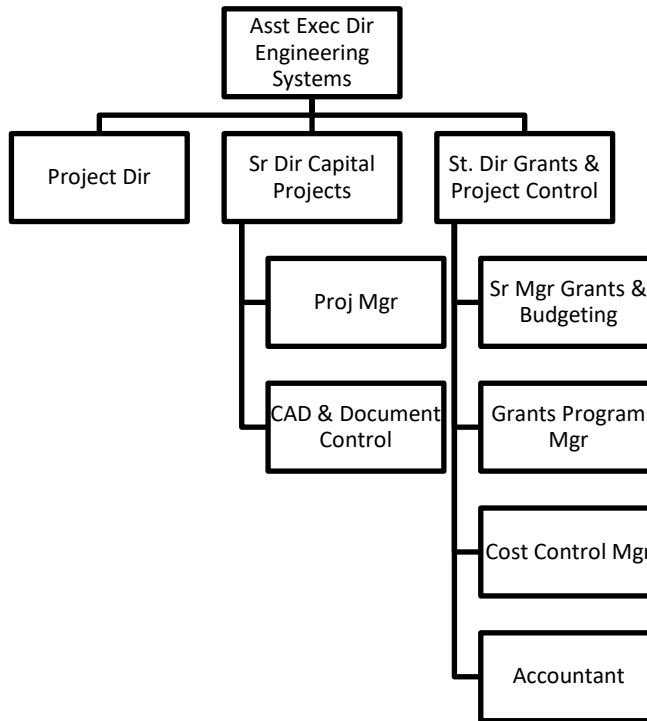 Asst Exec Dir
Engineering
Systems
Project Dir
Sr Dir Capital
Projects
St. Dir Grants &
Project Control
Proj Mgr
Sr Mgr Grants &
Budgeting
CAD & Document
Control
Grants Program
Mgr
Cost Control Mgr
Accountant